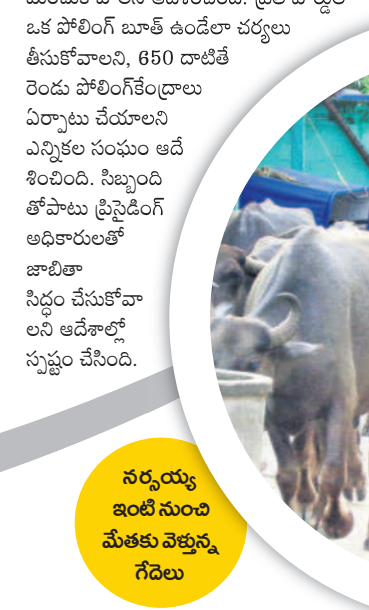 ఒక పోలింగ్ బూత్ ఉండేలా చర్యలు
తీసుకోవాలని, 650 దాటితే
రెండు పోలింగ్‌కేంద్రాలు
ఏర్పాటు చేయాలని
ఎన్నికల సంఘం ఆదే
శించింది. సిబ్బంది
తోపాటు ప్రిసైడింగ్
అధికారులతో
జాబితా
సిద్ధం చేసుకోవా
లని ఆదేశాల్లో
స్పష్టం చేసింది.
నర్సయ్య
ఇంటి నుంచి
మేతకు వెళ్తున్న
గేదెలు